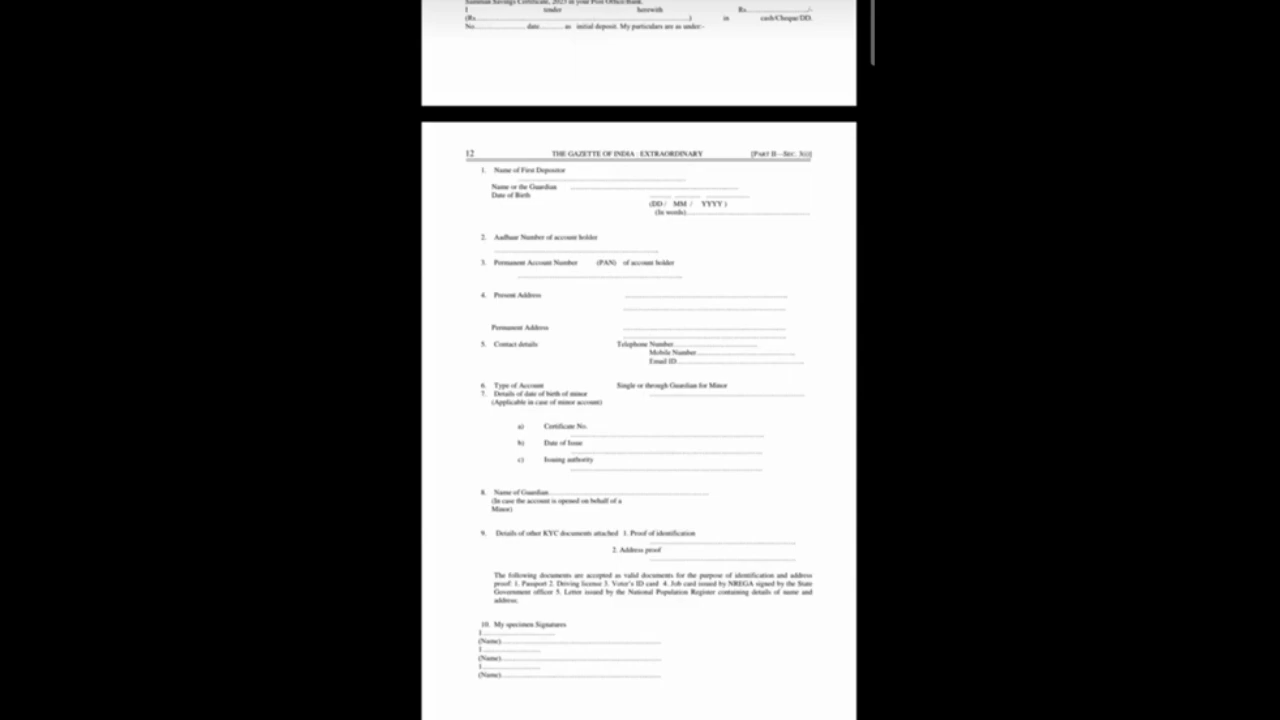 Samman Savings Certificate, 2023 in your Post Office/Bank.
I tender herewith Rs................../-
(Rs.............................................................................) in cash/Cheque/DD.
No..................... date.......... as initial deposit. My particulars are as under:-
12 THE GAZETTE OF INDIA : EXTRAORDINARY [PART II—SEC. 3(i)]
1. Name of First Depositor
Name or the Guardian ............................................................
Date of Birth ........ .......... ................
(DD / MM / YYYY )
(In words)............................................
2. Aadhaar Number of account holder
............................................................
3. Permanent Account Number (PAN) of account holder
............................................................
4. Present Address ............................................................
............................................................
Permanent Address ............................................................
............................................................
5. Contact details Telephone Number..............................
Mobile Number...................................
Email ID.............................................
6. Type of Account Single or through Guardian for Minor
7. Details of date of birth of minor ............................................................
(Applicable in case of minor account)
a) Certificate No.
............................................................
b) Date of Issue
............................................................
c) Issuing authority
............................................................
8. Name of Guardian............................................................
(In case the account is opened on behalf of a
Minor)
9. Details of other KYC documents attached 1. Proof of identification
............................................................
2. Address proof
............................................................
The following documents are accepted as valid documents for the purpose of identification and address
proof: 1. Passport 2. Driving license 3. Voter's ID card 4. Job card issued by NREGA signed by the State
Government officer 5. Letter issued by the National Population Register containing details of name and
address.
10. My specimen Signatures
1..............................
(Name)............................................................
1.........................
(Name)............................................................
1.........................
(Name)............................................................